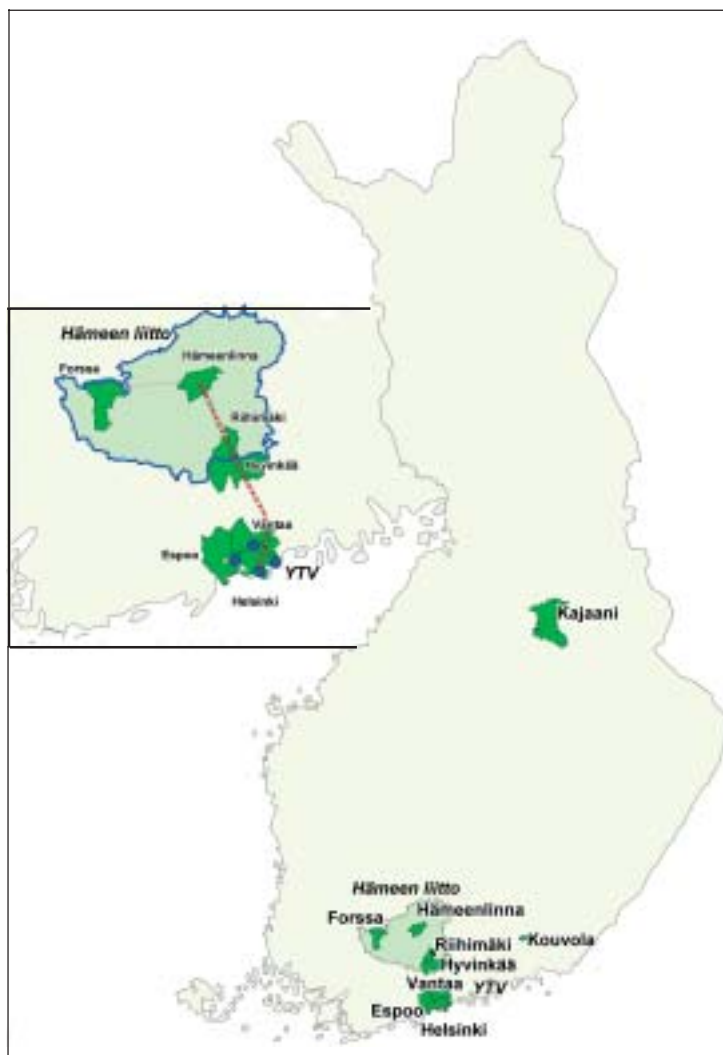 Hämeen liitto
Hämeenlinna
Forssa
Riihimäki
Hyvinkää
Vantaa
Espoo
YTV
Helsinki
Kajaani
Hämeen liitto
Hämeenlinna
Forssa
Riihimäki
Kouvola
Hyvinkää
Vantaa
YTV
Espoo
Helsinki